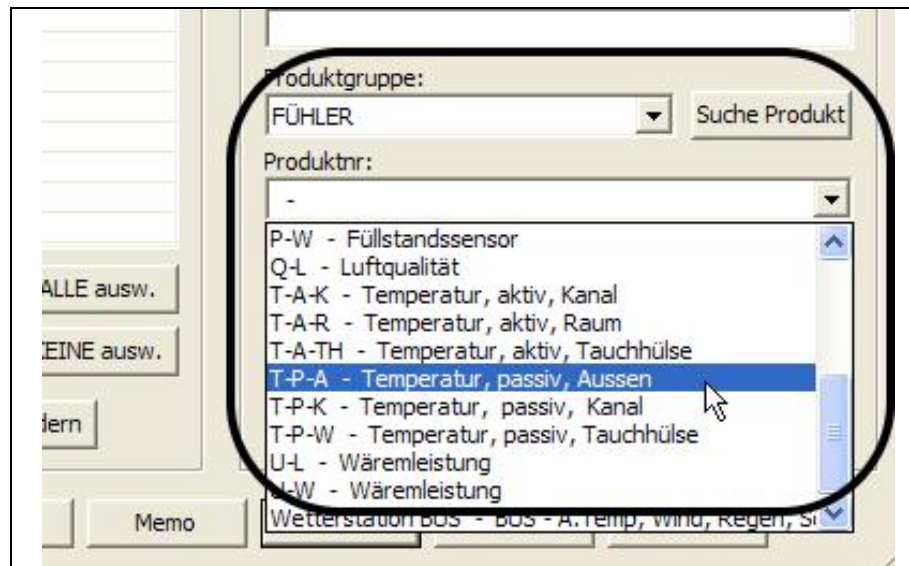 Produktgruppe:
FÜHLER
Suche Produkt
Produktnr:
-
P-W - Füllstandssensor
Q-L - Luftqualität
T-A-K - Temperatur, aktiv, Kanal
T-A-R - Temperatur, aktiv, Raum
T-A-TH - Temperatur, aktiv, Tauchhülse
T-P-A - Temperatur, passiv, Aussen
T-P-K - Temperatur, passiv, Kanal
T-P-W - Temperatur, passiv, Tauchhülse
U-L - Wäremleistung
U-W - Wäremleistung
Wetterstation BUS - BUS - A.Temp, Wind, Regen,
ALLE ausw.
KEINE ausw.
dern
Memo